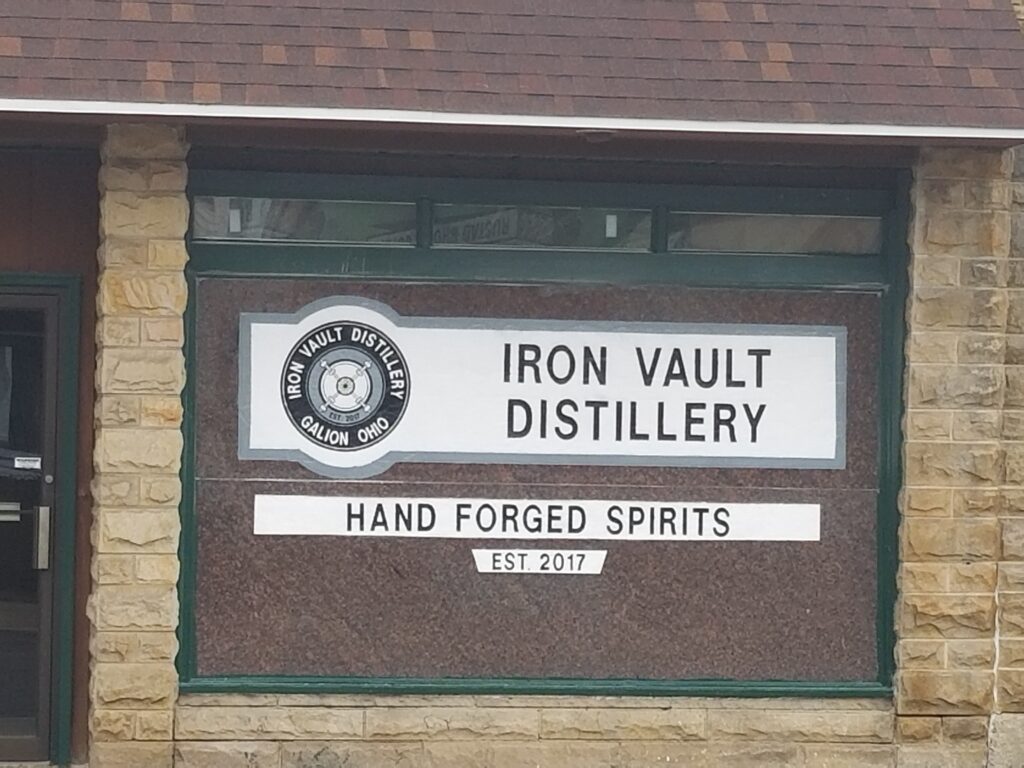 IRON VAULT DISTILLERY
EST. 2017
GALION OHIO
IRON VAULT
DISTILLERY
HAND FORGED SPIRITS
EST. 2017